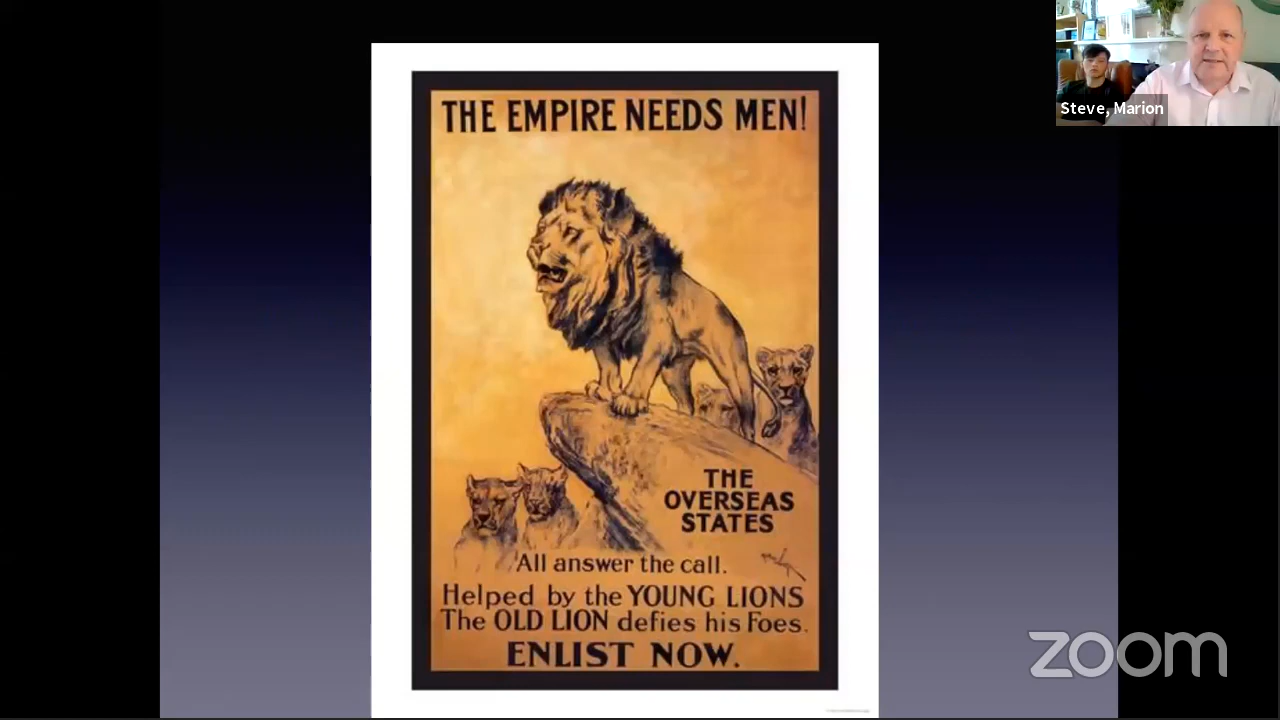 THE EMPIRE NEEDS MEN!
THE
OVERSEAS
STATES
All answer the call.
Helped by the YOUNG LIONS
The OLD LION defies his Foes.
ENLIST NOW.
Steve, Marion
zoom